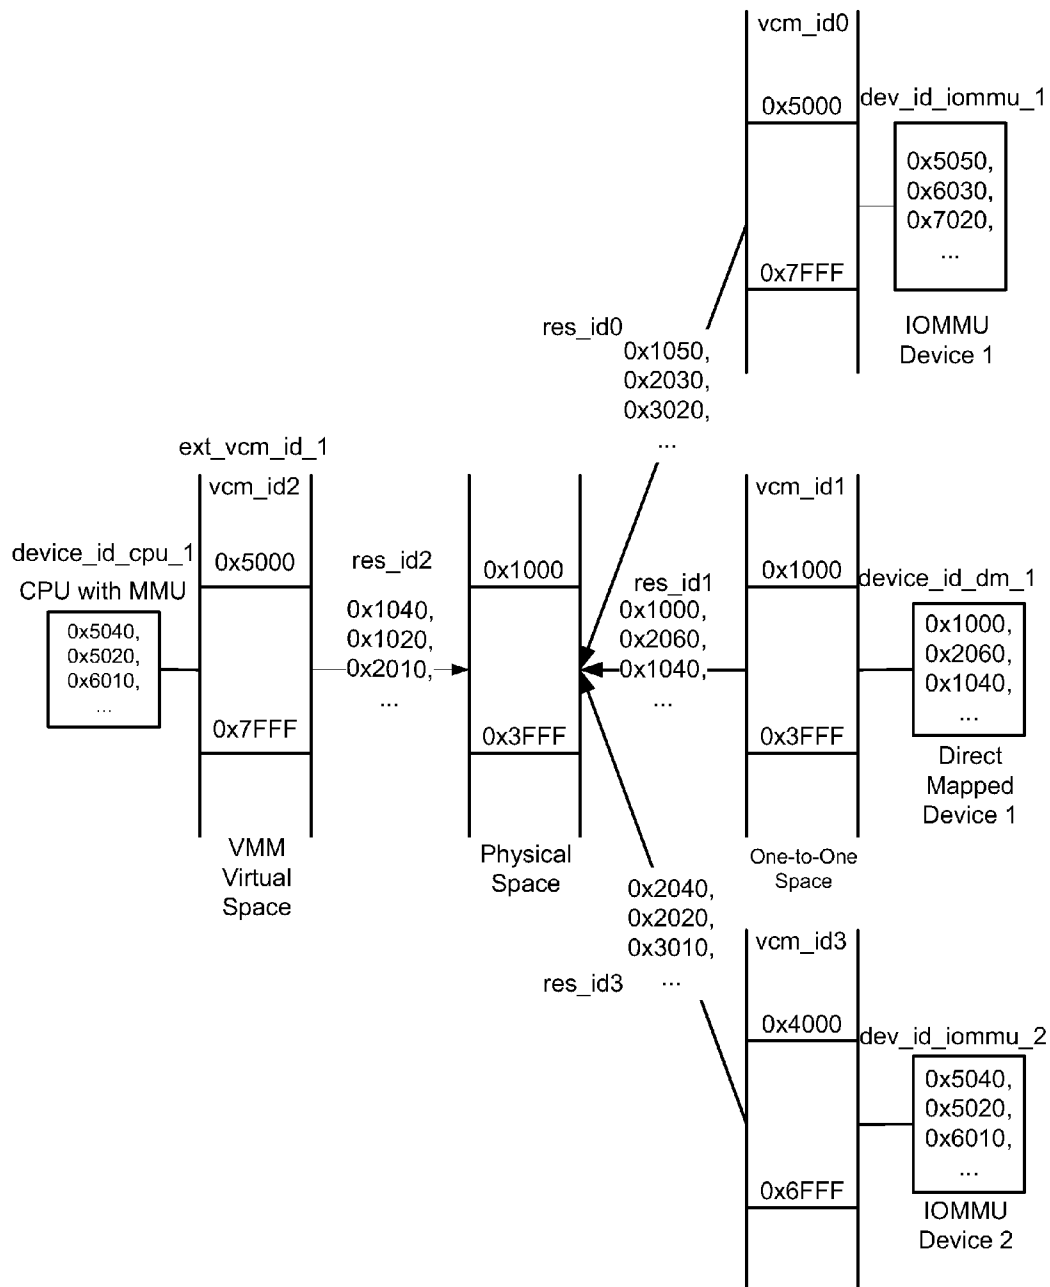 vcm_id0
0x5000
0x7FFF
dev_id_iommu_1
0x5050,
0x6030,
0x7020,
...
IOMMU
Device 1
res_id0
0x1050,
0x2030,
0x3020,
...
ext_vcm_id_1
vcm_id2
0x5000
0x7FFF
VMM
Virtual
Space
device_id_cpu_1
CPU with MMU
0x5040,
0x5020,
0x6010,
...
res_id2
0x1040,
0x1020,
0x2010,
...
0x1000
0x3FFF
Physical
Space
res_id1
0x1000,
0x2060,
0x1040,
...
vcm_id1
0x1000
0x3FFF
One-to-One
Space
device_id_dm_1
0x1000,
0x2060,
0x1040,
...
Direct
Mapped
Device 1
0x2040,
0x2020,
0x3010,
...
res_id3
vcm_id3
0x4000
0x6FFF
dev_id_iommu_2
0x5040,
0x5020,
0x6010,
...
IOMMU
Device 2